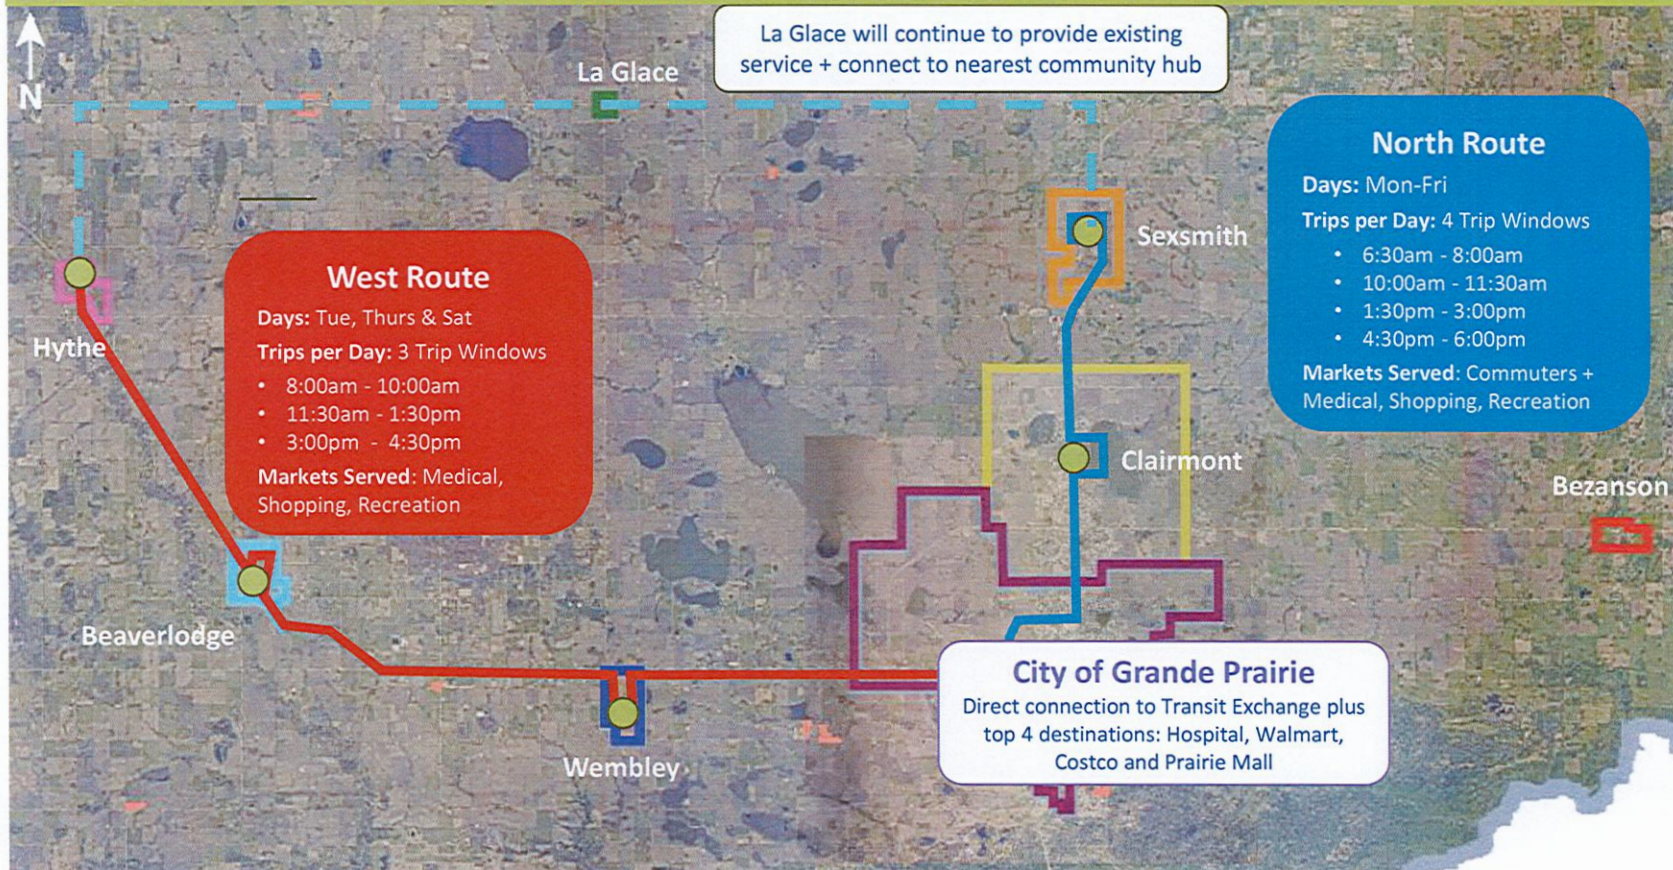 La Glace will continue to provide existing
service + connect to nearest community hub
N
La Glace
North Route
Days: Mon-Fri
Trips per Day: 4 Trip Windows
• 6:30am - 8:00am
• 10:00am - 11:30am
• 1:30pm - 3:00pm
• 4:30pm - 6:00pm
Markets Served: Commuters +
Medical, Shopping, Recreation
Sexsmith
West Route
Days: Tue, Thurs & Sat
Trips per Day: 3 Trip Windows
• 8:00am - 10:00am
• 11:30am - 1:30pm
• 3:00pm - 4:30pm
Markets Served: Medical,
Shopping, Recreation
Hythe
Clairmont
Bezanson
Beaverlodge
City of Grande Prairie
Direct connection to Transit Exchange plus
top 4 destinations: Hospital, Walmart,
Costco and Prairie Mall
Wembley